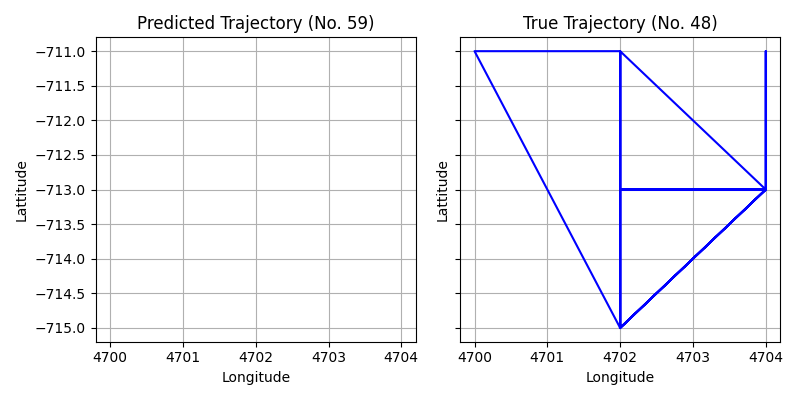 Predicted Trajectory (No. 59)
True Trajectory (No. 48)
−711.0
−711.5
−712.0
−712.5
−713.0
−713.5
−714.0
−714.5
−715.0
Lattitude
Lattitude
4700 4701 4702 4703 4704
4700 4701 4702 4703 4704
Longitude
Longitude